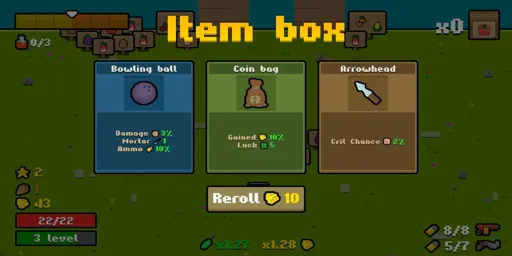 Item box
0/3
x0
Bowling ball
Damage 3%
Mortar 1
Ammo 10%
Coin bag
Gained 10%
Luck 5
Arrowhead
Crit Chance 2%
Reroll 10
2
1
43
22/22
3 level
x1.27 x1.28
8/8
5/7